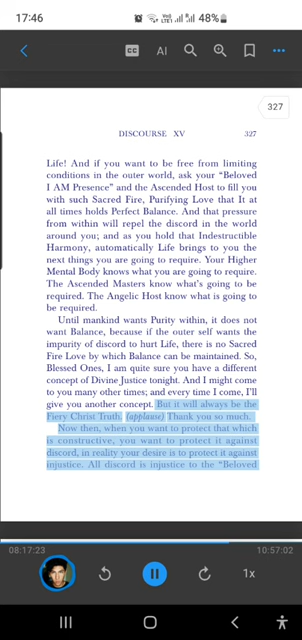 17:46
48%
CC
AI
327
DISCOURSE XV 327
Life! And if you want to be free from limiting
conditions in the outer world, ask your "Beloved
I AM Presence" and the Ascended Host to fill you
with such Sacred Fire, Purifying Love that It at
all times holds Perfect Balance. And that pressure
from within will repel the discord in the world
around you; and as you hold that Indestructible
Harmony, automatically Life brings to you the
next things you are going to require. Your Higher
Mental Body knows what you are going to require.
The Ascended Masters know what's going to be
required. The Angelic Host know what is going to
be required.
Until mankind wants Purity within, it does not
want Balance, because if the outer self wants the
impurity of discord to hurt Life, there is no Sacred
Fire Love by which Balance can be maintained. So,
Blessed Ones, I am quite sure you have a different
concept of Divine Justice tonight. And I might come
to you many other times; and every time I come, I'll
give you another concept. But it will always be the
Fiery Christ Truth. (applause) Thank you so much.
Now then, when you want to protect that which
is constructive, you want to protect it against
discord, in reality your desire is to protect it against
injustice. All discord is injustice to the "Beloved
08:17:23 10:57:02
1x